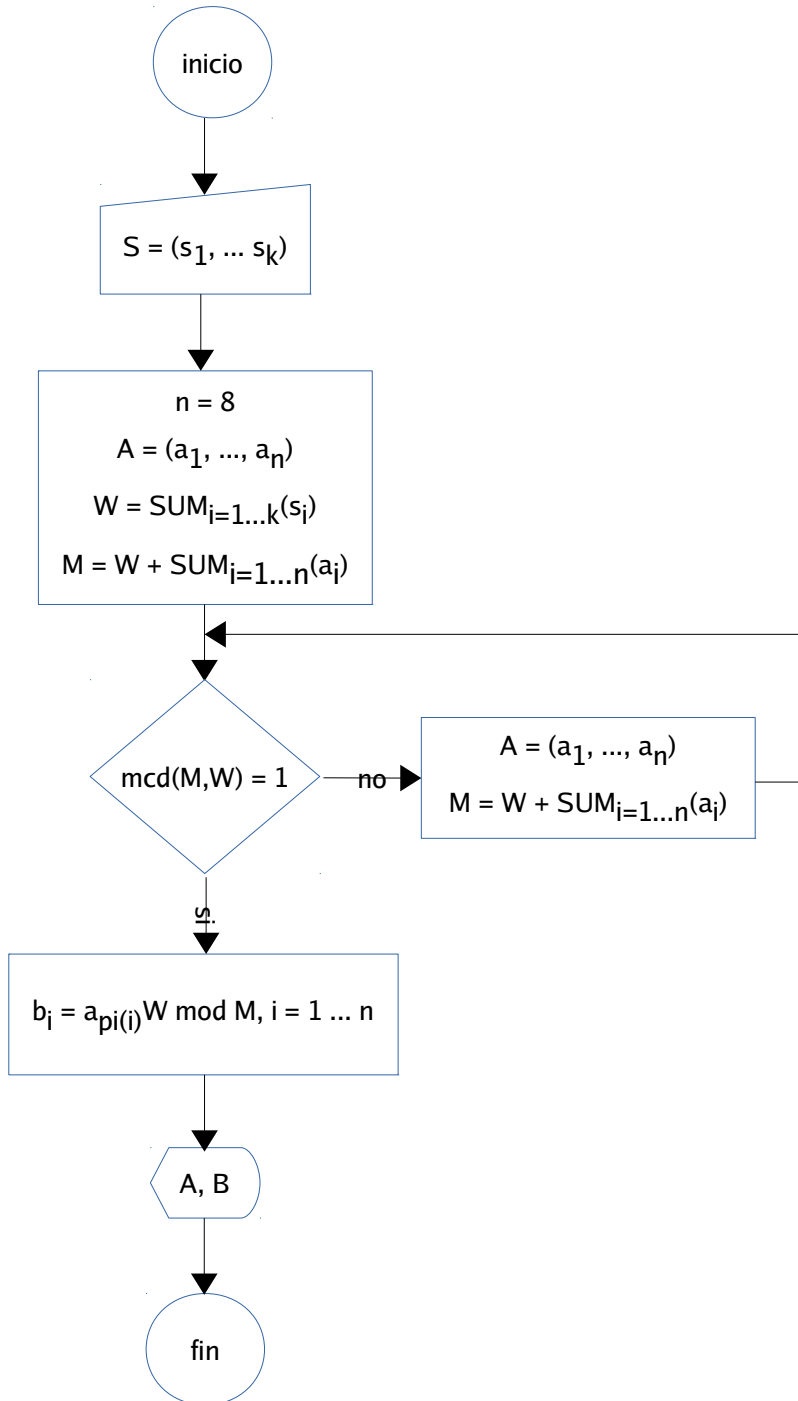 inicio
S = (s1, ... sk)
n = 8
A = (a1, ..., an)
W = SUMi=1...k(si)
M = W + SUMi=1...n(ai)
mcd(M,W) = 1
no
A = (a1, ..., an)
M = W + SUMi=1...n(ai)
si
bi = api(i)W mod M, i = 1 ... n
A, B
fin